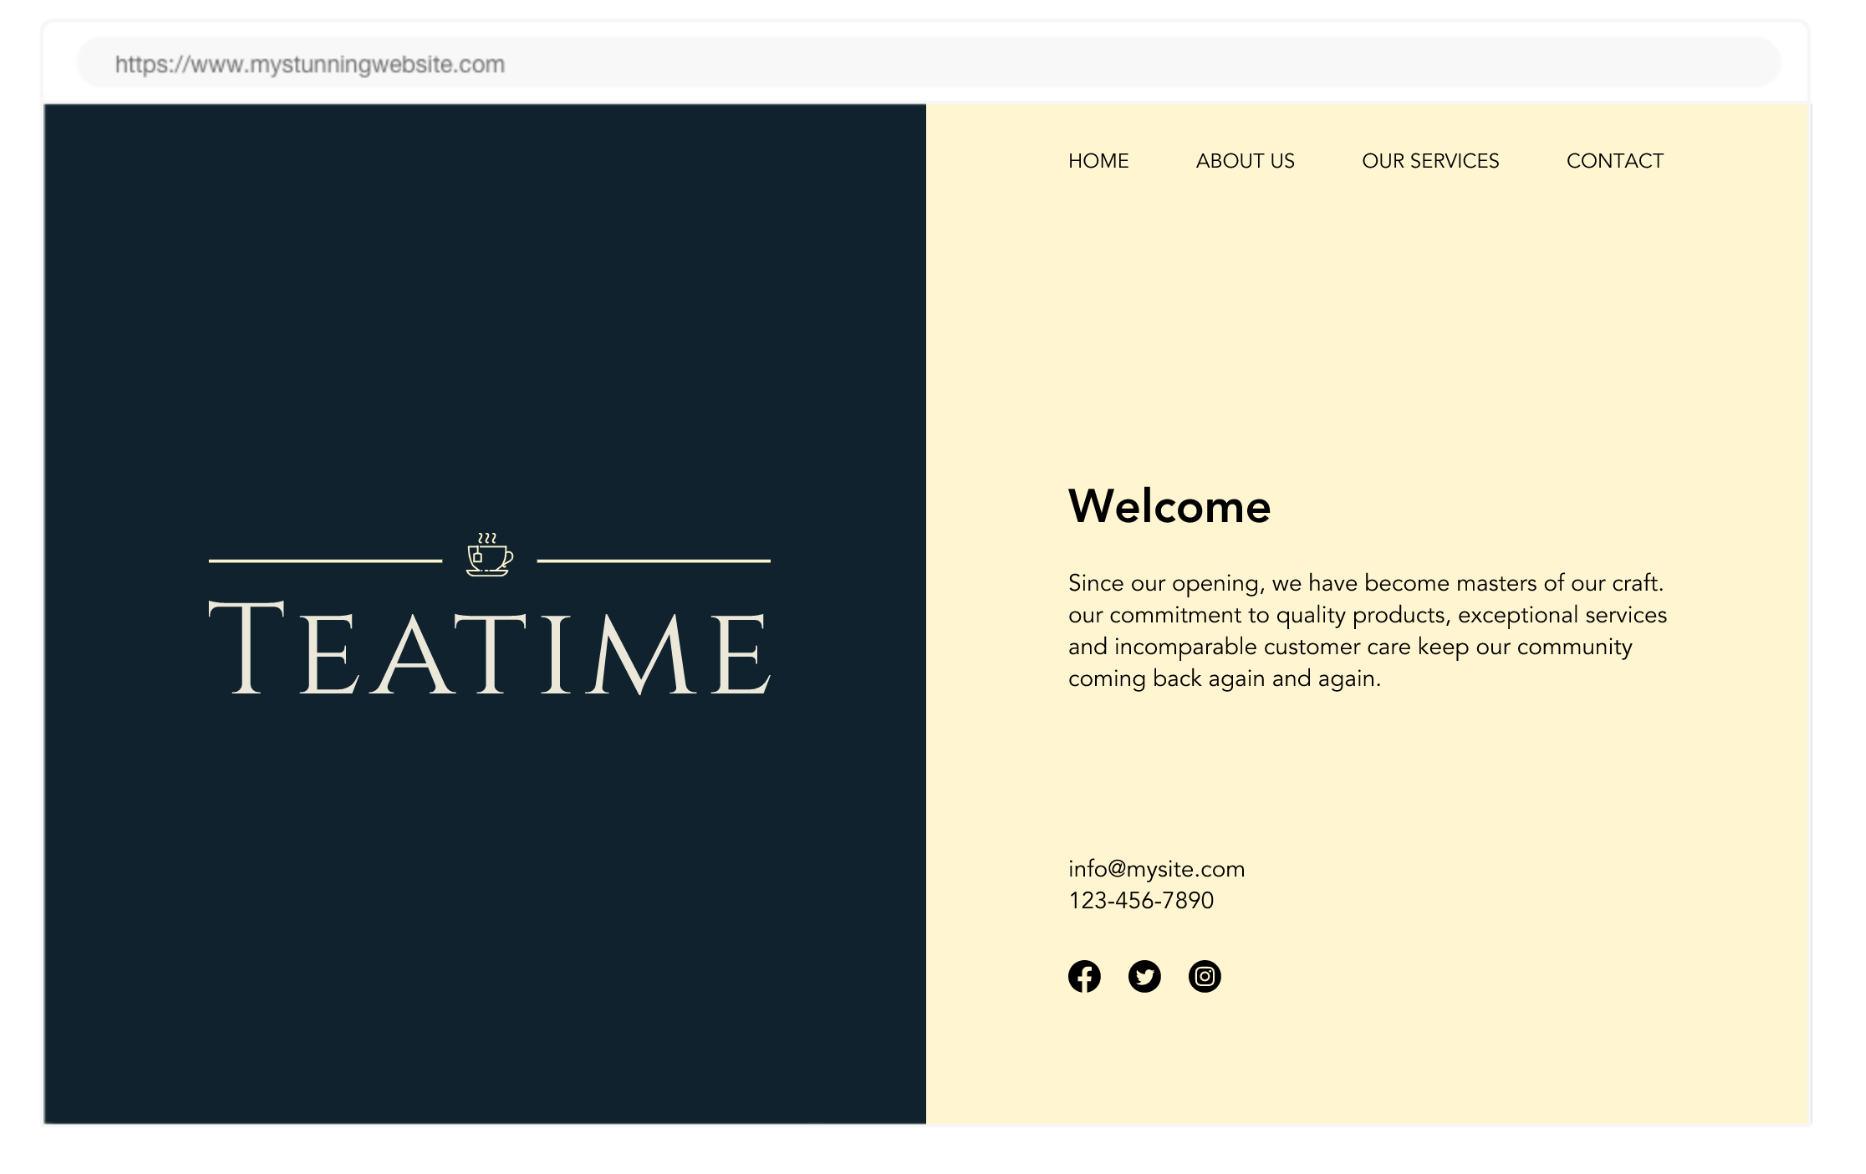 https://www.mystunningwebsite.com
HOME ABOUT US OUR SERVICES CONTACT
TEATIME
Welcome
Since our opening, we have become masters of our craft.
our commitment to quality products, exceptional services
and incomparable customer care keep our community
coming back again and again.
info@mysite.com
123-456-7890